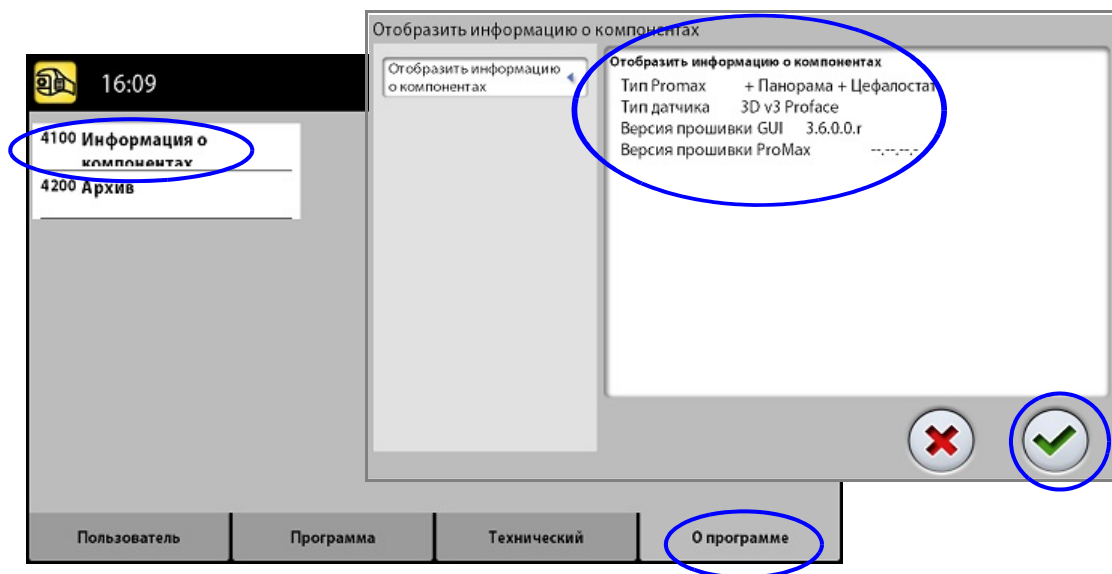 Отобразить информацию о компонентах
16:09
4100 Информация о
компонентах
4200 Архив
Отобразить информацию
о компонентах
Отобразить информацию о компонентах
Тип Promax + Панорама + Цефалостат
Тип датчика 3D v3 Proface
Версия прошивки GUI 3.6.0.0.r
Версия прошивки ProMax --.--.--.-
Пользователь
Программа
Технический
О программе